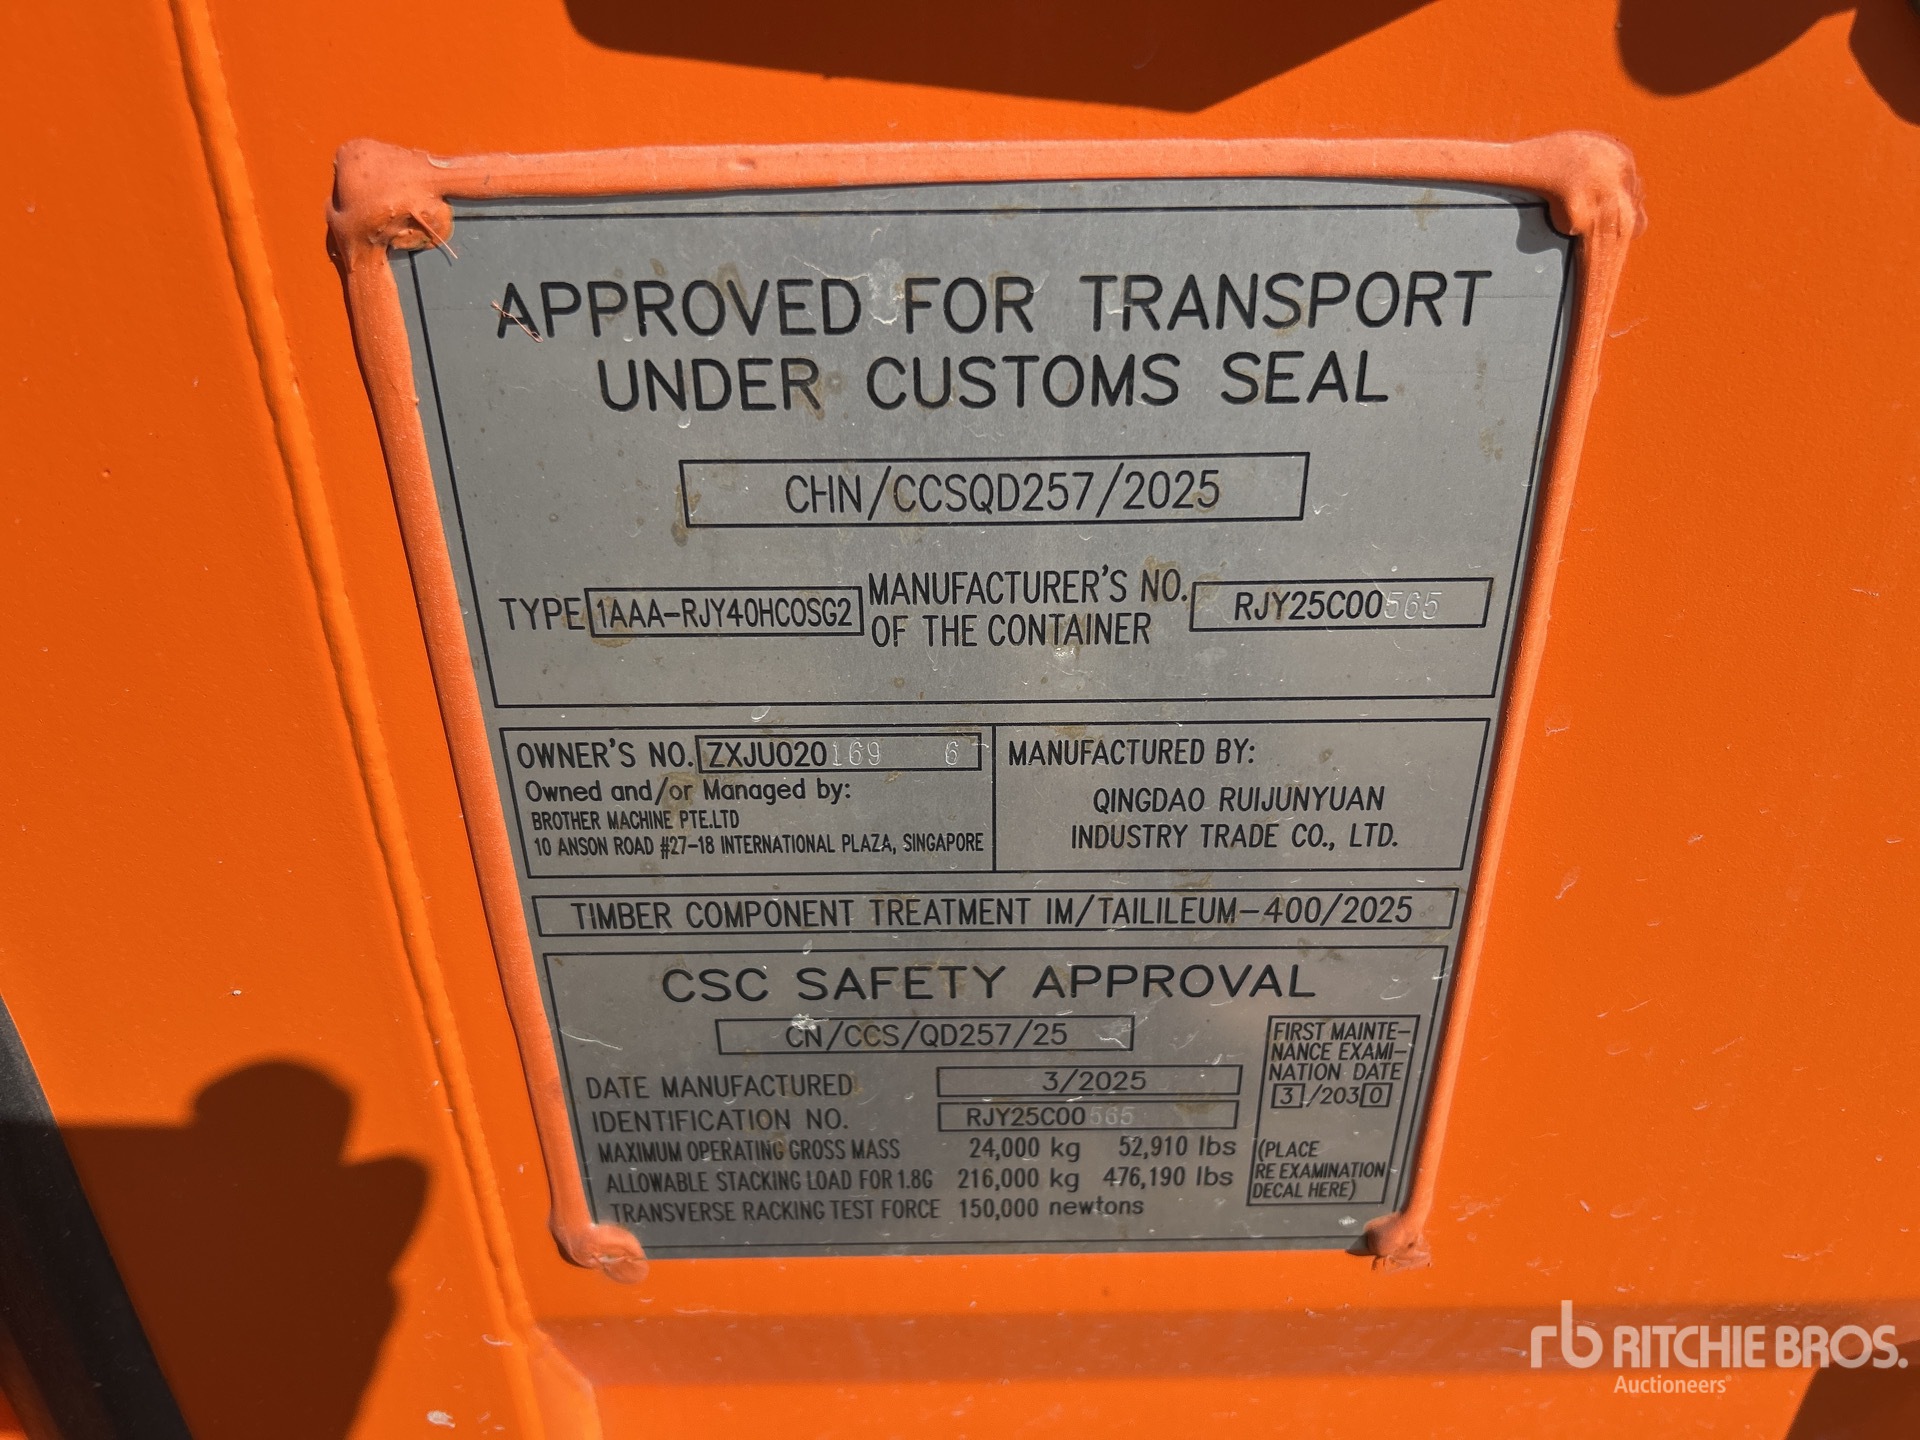 APPROVED FOR TRANSPORT
UNDER CUSTOMS SEAL
CHN/CCSQD257/2025
TYPE 1AAA-RJY40HCOSG2 MANUFACTURER'S NO. OF THE CONTAINER RJY25C00565
OWNER'S NO. ZXJU020169 6
Owned and/or Managed by:
BROTHER MACHINE PTE.LTD
10 ANSON ROAD #27-18 INTERNATIONAL PLAZA, SINGAPORE
MANUFACTURED BY:
QINGDAO RUIJUNYUAN
INDUSTRY TRADE CO., LTD.
TIMBER COMPONENT TREATMENT IM/TAILILEUM-400/2025
CSC SAFETY APPROVAL
CN/CCS/QD257/25
DATE MANUFACTURED 3/2025
IDENTIFICATION NO. RJY25C00565
MAXIMUM OPERATING GROSS MASS 24,000 kg 52,910 lbs
ALLOWABLE STACKING LOAD FOR 1.8G 216,000 kg 476,190 lbs
TRANSVERSE RACKING TEST FORCE 150,000 newtons
FIRST MAINTE-
NANCE EXAMI-
NATION DATE
3/2030
(PLACE
RE EXAMINATION
DECAL HERE)
rb RITCHIE BROS.
Auctioneers